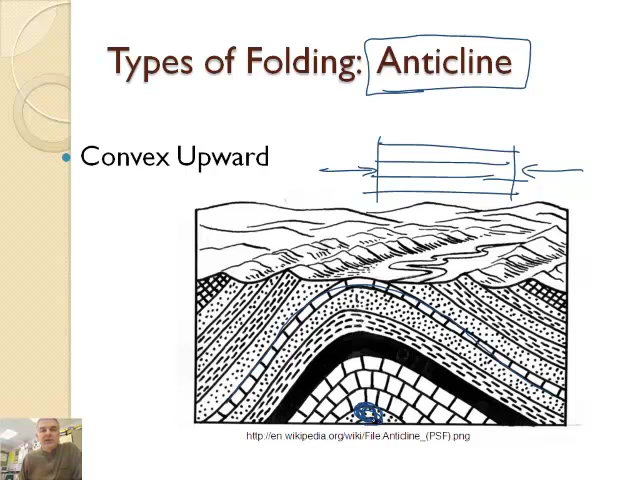 Types of Folding: Anticline
Convex Upward
http://en.wikipedia.org/wiki/File:Anticline_(PSF).png